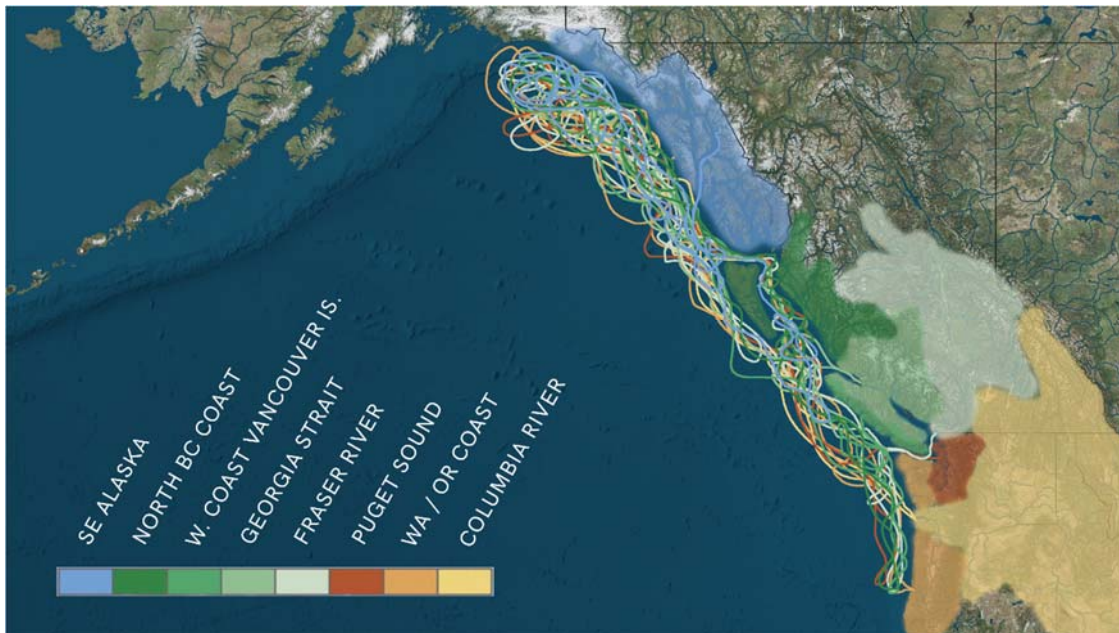 SE ALASKA
NORTH BC COAST
W. COAST VANCOUVER IS.
GEORGIA STRAIT
FRASER RIVER
PUGET SOUND
WA / OR COAST
COLUMBIA RIVER